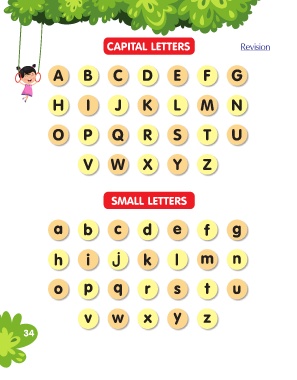 CAPITAL LETTERS
Revision
A B C D E F G
H I J K L M N
O P Q R S T U
V W X Y Z
SMALL LETTERS
a b c d e f g
h i j k l m n
o p q r s t u
v w x y z
34